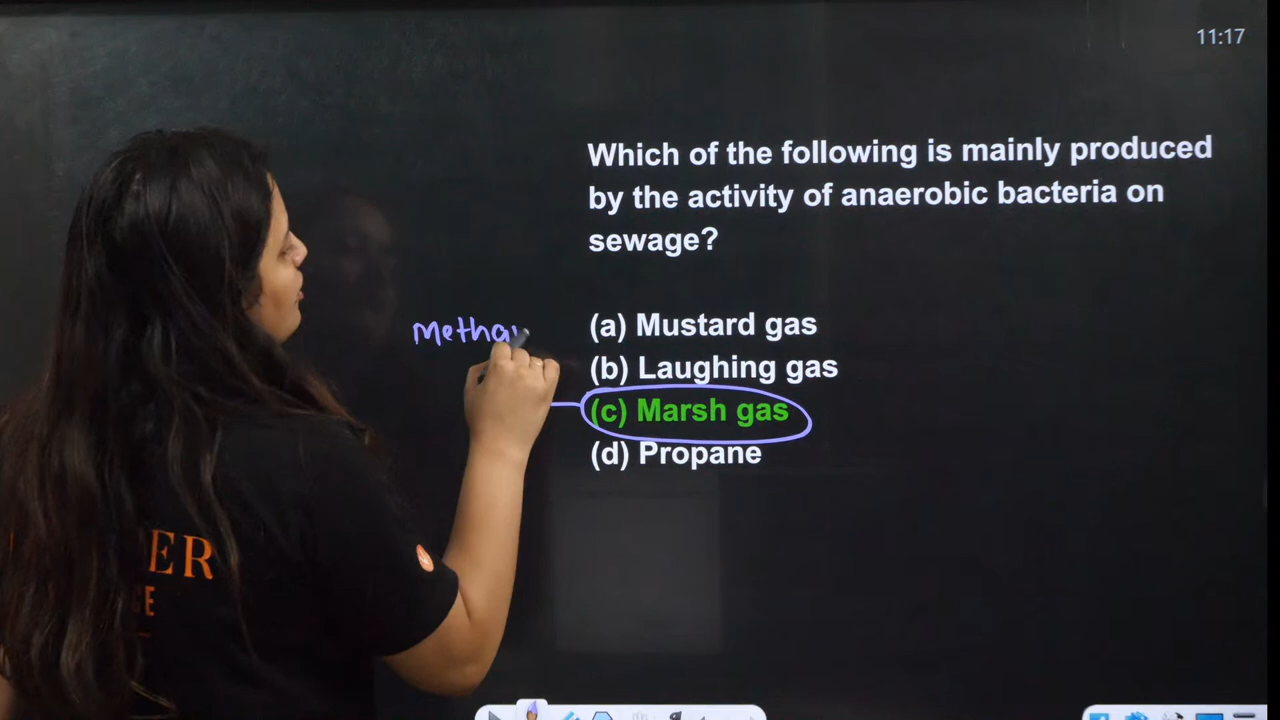 11:17
Which of the following is mainly produced
by the activity of anaerobic bacteria on
sewage?
(a) Mustard gas
Metha
(b) Laughing gas
(c) Marsh gas
(d) Propane